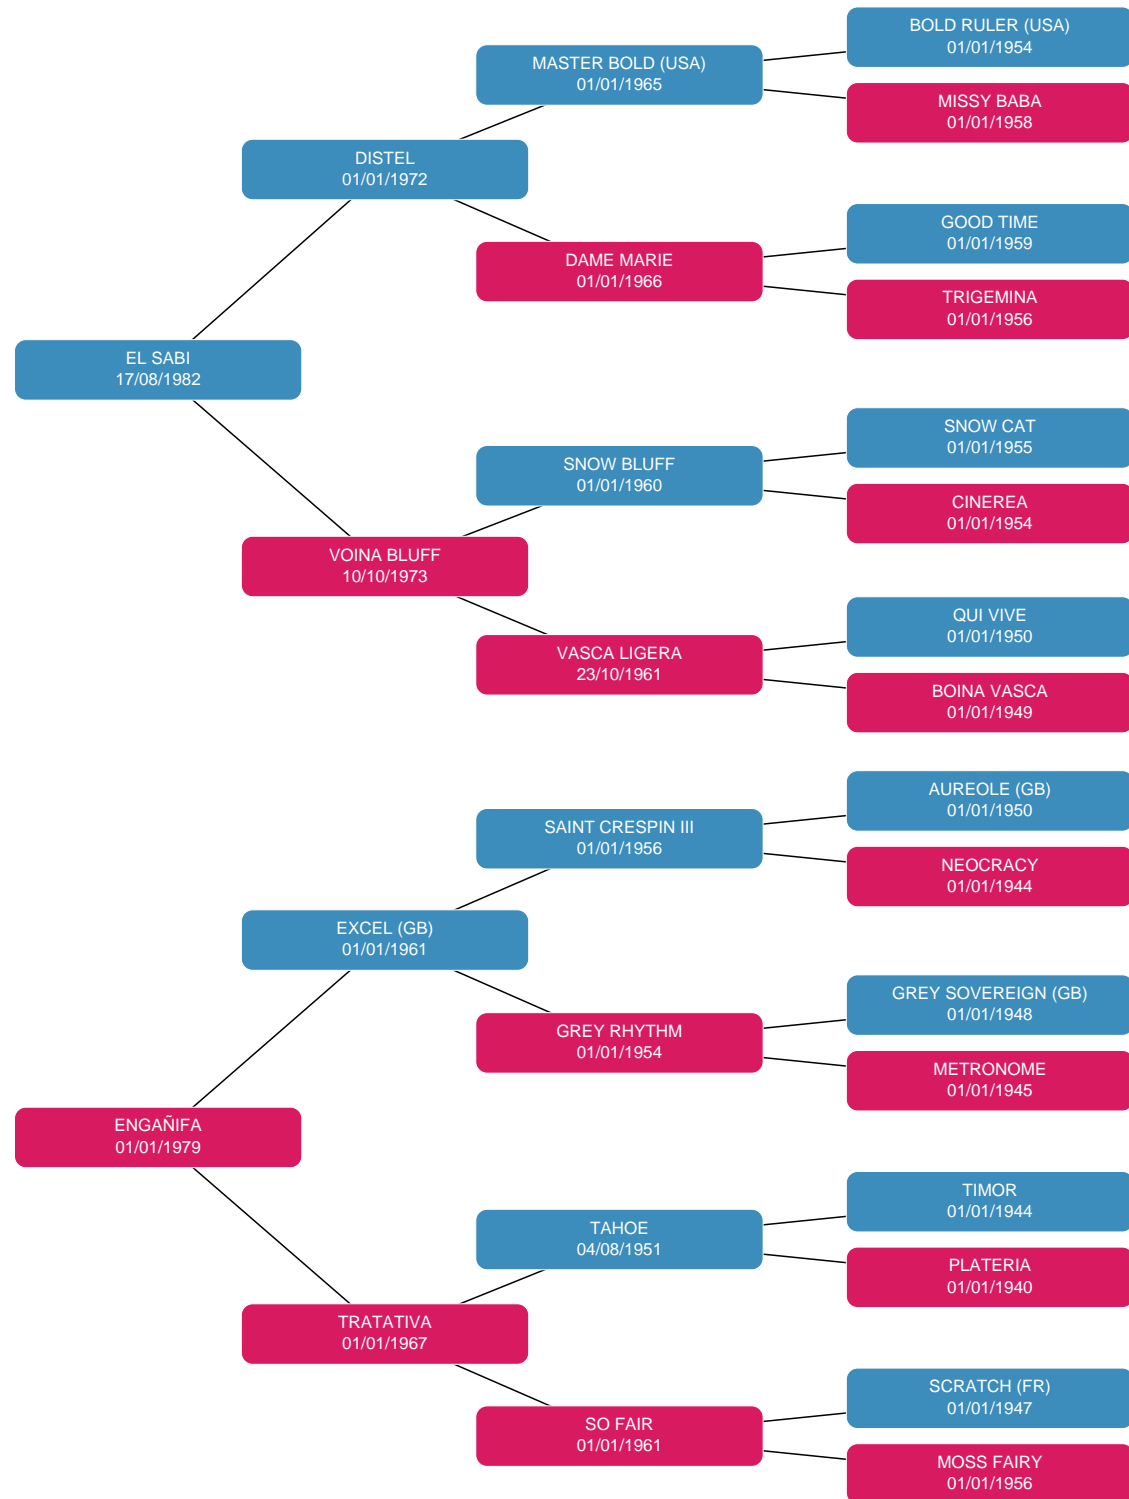 BOLD RULER (USA)
01/01/1954
MASTER BOLD (USA)
01/01/1965
MISSY BABA
01/01/1958
DISTEL
01/01/1972
GOOD TIME
01/01/1959
DAME MARIE
01/01/1966
TRIGEMINA
01/01/1956
EL SABI
17/08/1982
SNOW CAT
01/01/1955
SNOW BLUFF
01/01/1960
CINEREA
01/01/1954
VOINA BLUFF
10/10/1973
QUI VIVE
01/01/1950
VASCA LIGERA
23/10/1961
BOINA VASCA
01/01/1949
AUREOLE (GB)
01/01/1950
SAINT CRESPIN III
01/01/1956
NEOCRACY
01/01/1944
EXCEL (GB)
01/01/1961
GREY SOVEREIGN (GB)
01/01/1948
GREY RHYTHM
01/01/1954
METRONOME
01/01/1945
ENGAÑIFA
01/01/1979
TIMOR
01/01/1944
TAHOE
04/08/1951
PLATERIA
01/01/1940
TRATATIVA
01/01/1967
SCRATCH (FR)
01/01/1947
SO FAIR
01/01/1961
MOSS FAIRY
01/01/1956